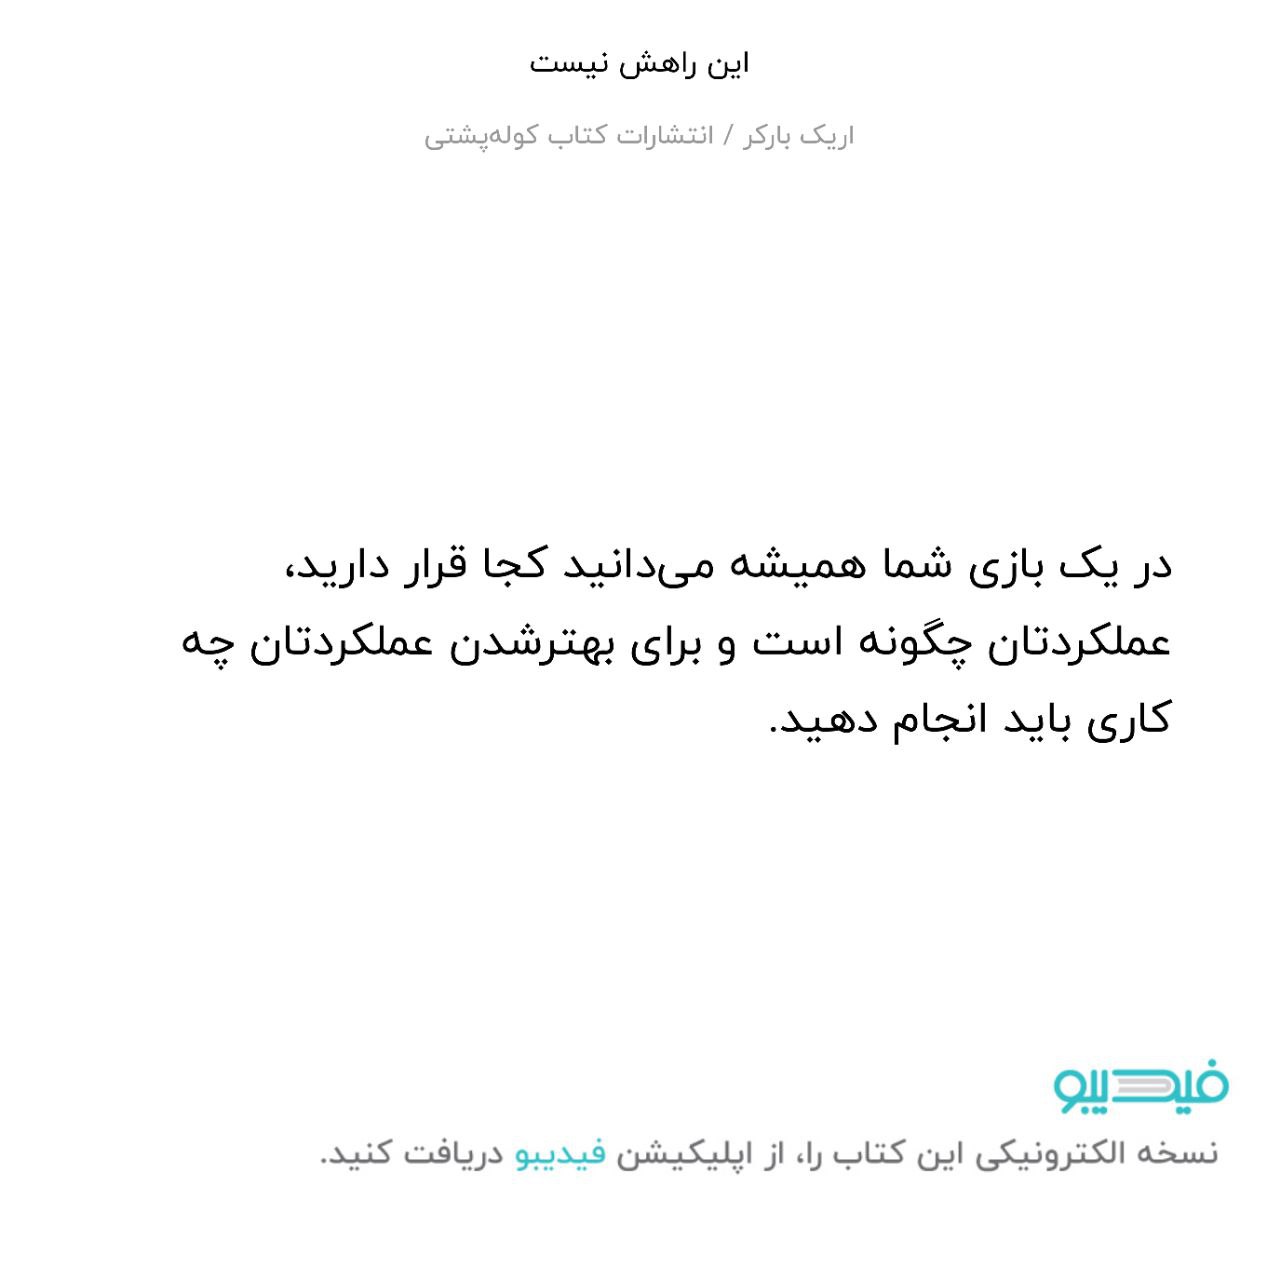 این راهش نیست
اریک بارکر / انتشارات کتاب کوله‌پشتی
در یک بازی شما همیشه می‌دانید کجا قرار دارید،
عملکردتان چگونه است و برای بهترشدن عملکردتان چه
کاری باید انجام دهید.
فیدیبو
نسخه الکترونیکی این کتاب را، از اپلیکیشن فیدیبو دریافت کنید.